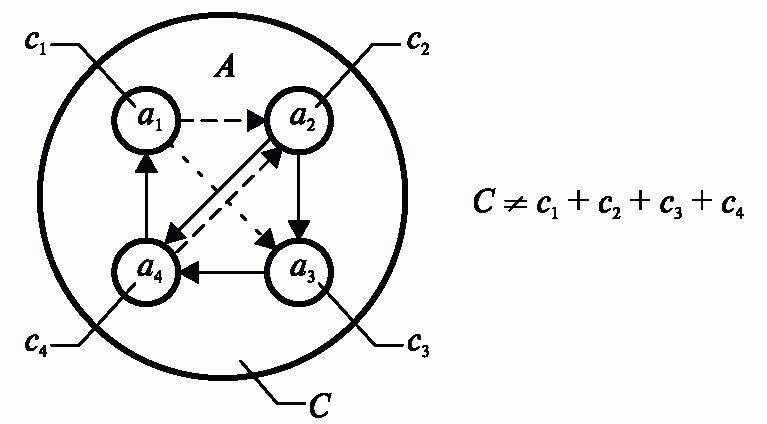 c₁ c₂
A
a₁ a₂
C ≠ c₁ + c₂ + c₃ + c₄
a₄ a₃
c₄ c₃
C